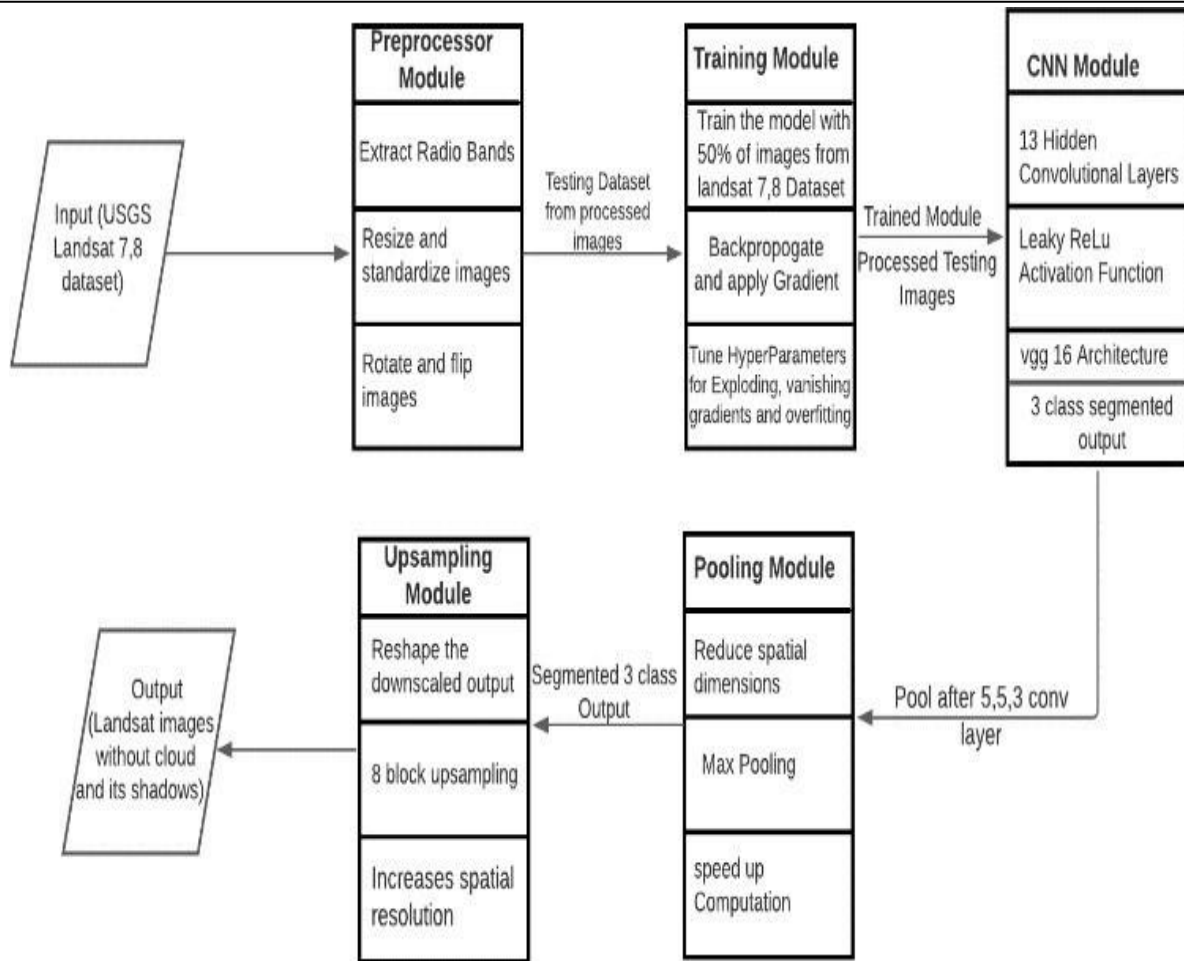 Input (USGS
Landsat 7,8
dataset)
Preprocessor
Module
Extract Radio Bands
Resize and
standardize images
Rotate and flip
images
Testing Dataset
from processed
images
Training Module
Train the model with
50% of images from
landsat 7,8 Dataset
Backpropogate
and apply Gradient
Tune HyperParameters
for Exploding, vanishing
gradients and overfitting
Trained Module
Processed Testing
Images
CNN Module
13 Hidden
Convolutional Layers
Leaky ReLu
Activation Function
vgg 16 Architecture
3 class segmented
output
Pool after 5,5,3 conv
layer
Pooling Module
Reduce spatial
dimensions
Max Pooling
speed up
Computation
Segmented 3 class
Output
Upsampling
Module
Reshape the
downscaled output
8 block upsampling
Increases spatial
resolution
Output
(Landsat images
without cloud
and its shadows)